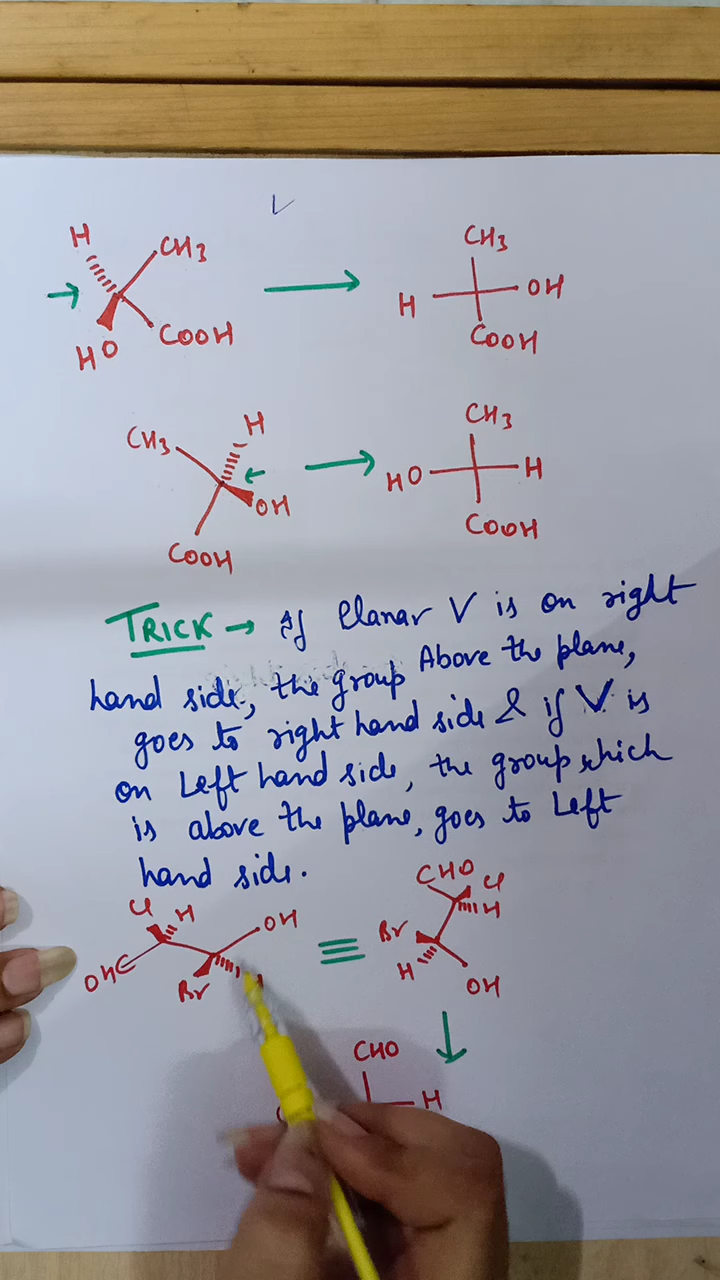 H
CH3
HO
COOH
CH3
H
OH
COOH
CH3
H
OH
COOH
CH3
HO
H
COOH
TRICK → If Planar V is on right
hand side, the group Above the plane,
goes to right hand side & if V is
on Left hand side, the group which
is above the plane, goes to Left
hand side.
Cl H
OHC
OH
Br
H
≡
CHO
Cl
H
Br
H
OH
CHO
H